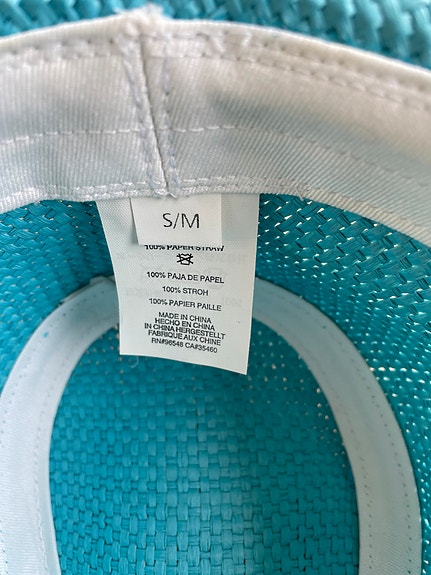 S/M
100% PAPER STRAW
100% PAJA DE PAPEL
100% STROH
100% PAPIER PAILLE
MADE IN CHINA
HECHO EN CHINA
IN CHINA HERGESTELLT
FABRIQUE AUX CHINE
RN#96548 CA#35460